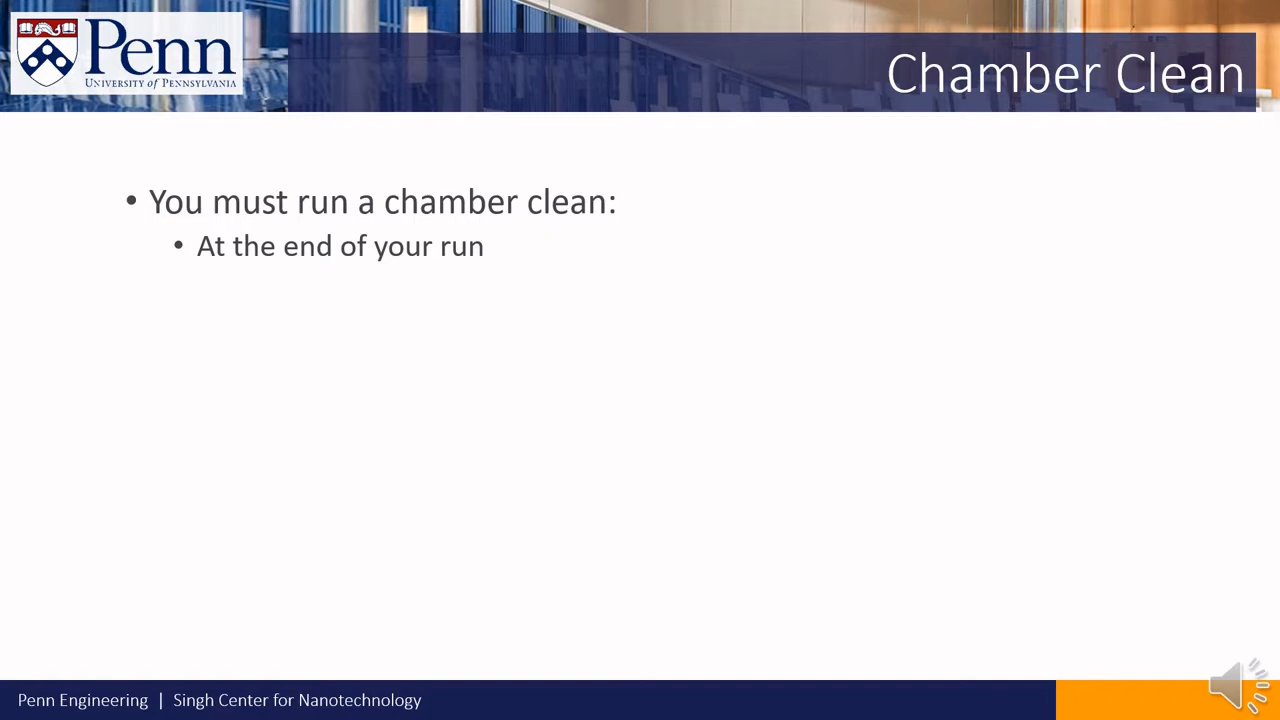 Penn
UNIVERSITY of PENNSYLVANIA
Chamber Clean
• You must run a chamber clean:
• At the end of your run
Penn Engineering | Singh Center for Nanotechnology